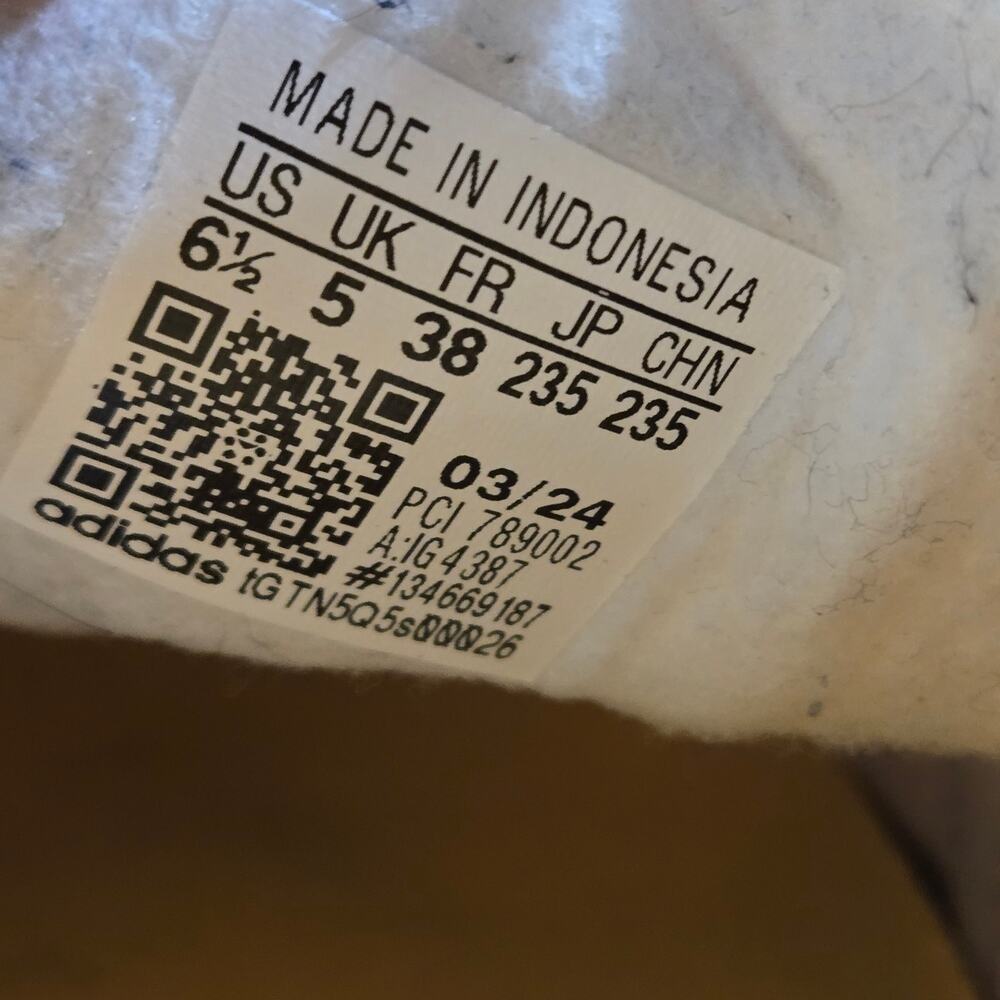 MADE IN INDONESIA
US UK FR JP CHN
6½ 5 38 235 235
03/24
PCI 789002
A:IG4387
#134669187
adidas tGTN5Q5s00026